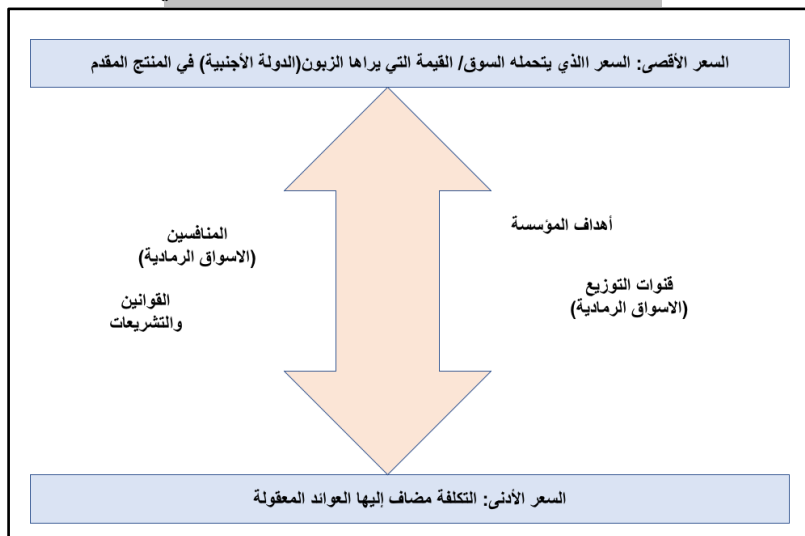 السعر الأقصى: السعر االذي يتحمله السوق/ القيمة التي يراها الزبون(الدولة الأجنبية) في المنتج المقدم
أهداف المؤسسة
قنوات التوزيع
(الاسواق الرمادية)
المنافسين
(الاسواق الرمادية)
القوانين
والتشريعات
السعر الأدنى: التكلفة مضاف إليها العوائد المعقولة